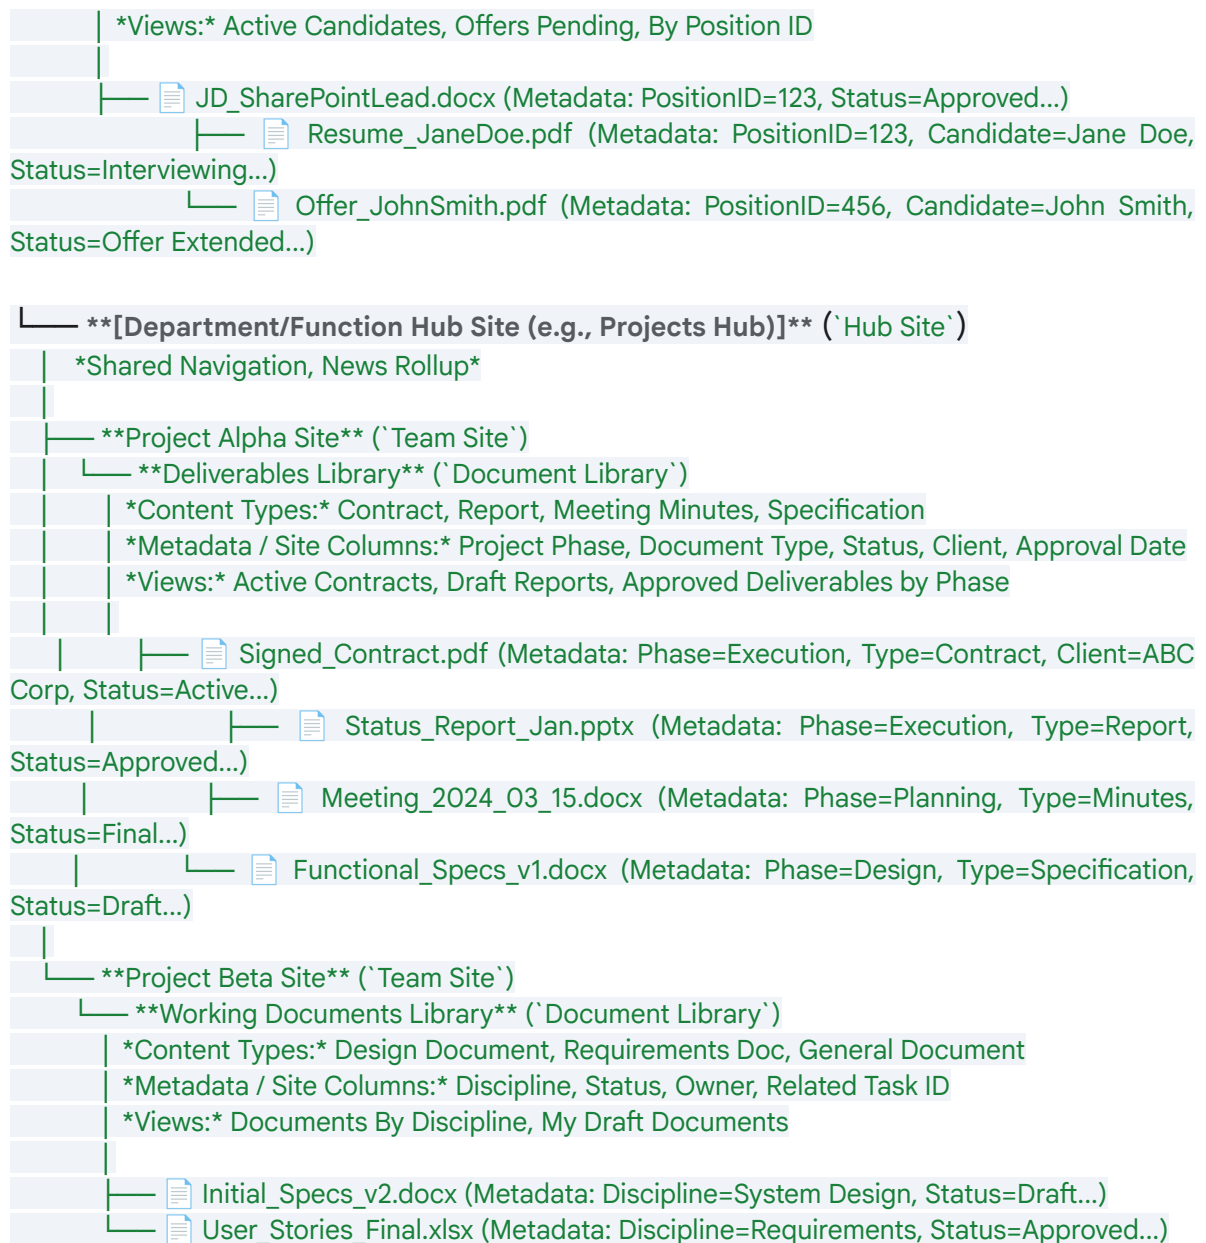 │ *Views:* Active Candidates, Offers Pending, By Position ID
│
├── 📄 JD_SharePointLead.docx (Metadata: PositionID=123, Status=Approved...)
├── 📄 Resume_JaneDoe.pdf (Metadata: PositionID=123, Candidate=Jane Doe,
Status=Interviewing...)
└── 📄 Offer_JohnSmith.pdf (Metadata: PositionID=456, Candidate=John Smith,
Status=Offer Extended...)
└── **[Department/Function Hub Site (e.g., Projects Hub)]** (`Hub Site`)
│ *Shared Navigation, News Rollup*
│
├── **Project Alpha Site** (`Team Site`)
│ └── **Deliverables Library** (`Document Library`)
│ │ *Content Types:* Contract, Report, Meeting Minutes, Specification
│ │ *Metadata / Site Columns:* Project Phase, Document Type, Status, Client, Approval Date
│ │ *Views:* Active Contracts, Draft Reports, Approved Deliverables by Phase
│ │
│ ├── 📄 Signed_Contract.pdf (Metadata: Phase=Execution, Type=Contract, Client=ABC
Corp, Status=Active...)
│ ├── 📄 Status_Report_Jan.pptx (Metadata: Phase=Execution, Type=Report,
Status=Approved...)
│ ├── 📄 Meeting_2024_03_15.docx (Metadata: Phase=Planning, Type=Minutes,
Status=Final...)
│ └── 📄 Functional_Specs_v1.docx (Metadata: Phase=Design, Type=Specification,
Status=Draft...)
│
└── **Project Beta Site** (`Team Site`)
└── **Working Documents Library** (`Document Library`)
│ *Content Types:* Design Document, Requirements Doc, General Document
│ *Metadata / Site Columns:* Discipline, Status, Owner, Related Task ID
│ *Views:* Documents By Discipline, My Draft Documents
│
├── 📄 Initial_Specs_v2.docx (Metadata: Discipline=System Design, Status=Draft...)
└── 📄 User_Stories_Final.xlsx (Metadata: Discipline=Requirements, Status=Approved...)